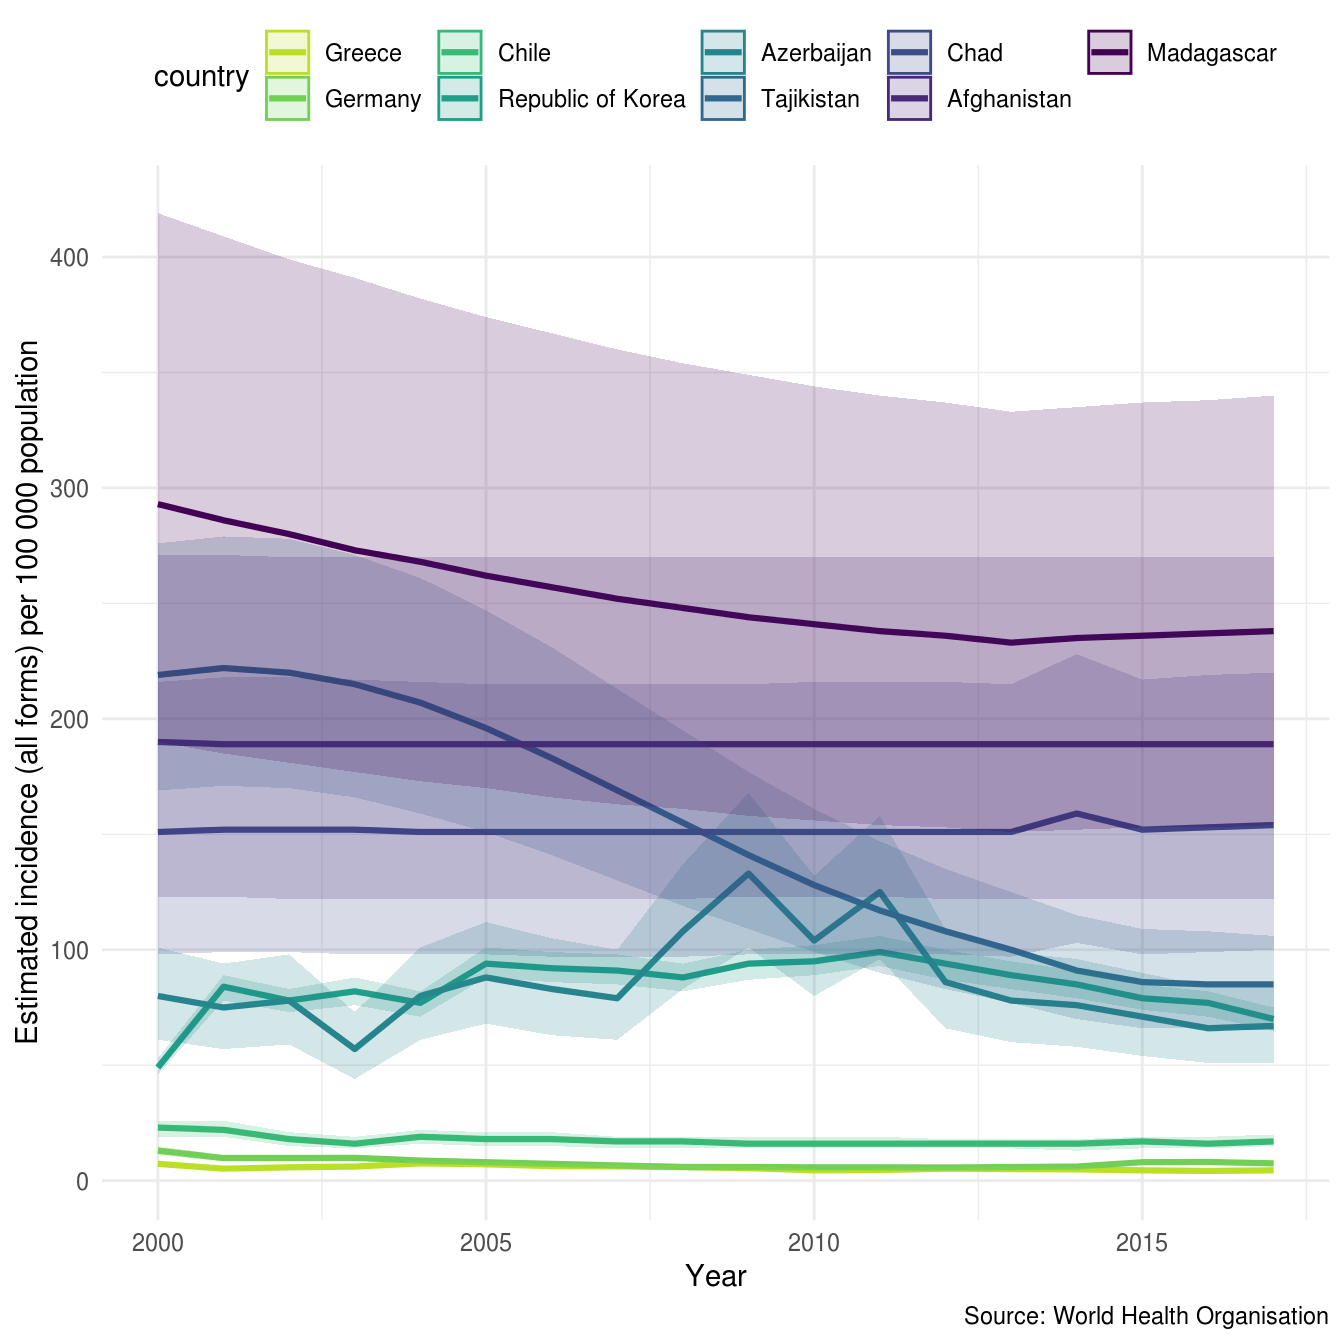 country
Greece
Chile
Azerbaijan
Chad
Madagascar
Germany
Republic of Korea
Tajikistan
Afghanistan
Estimated incidence (all forms) per 100 000 population
400
300
200
100
0
2000
2005
2010
2015
Year
Source: World Health Organisation